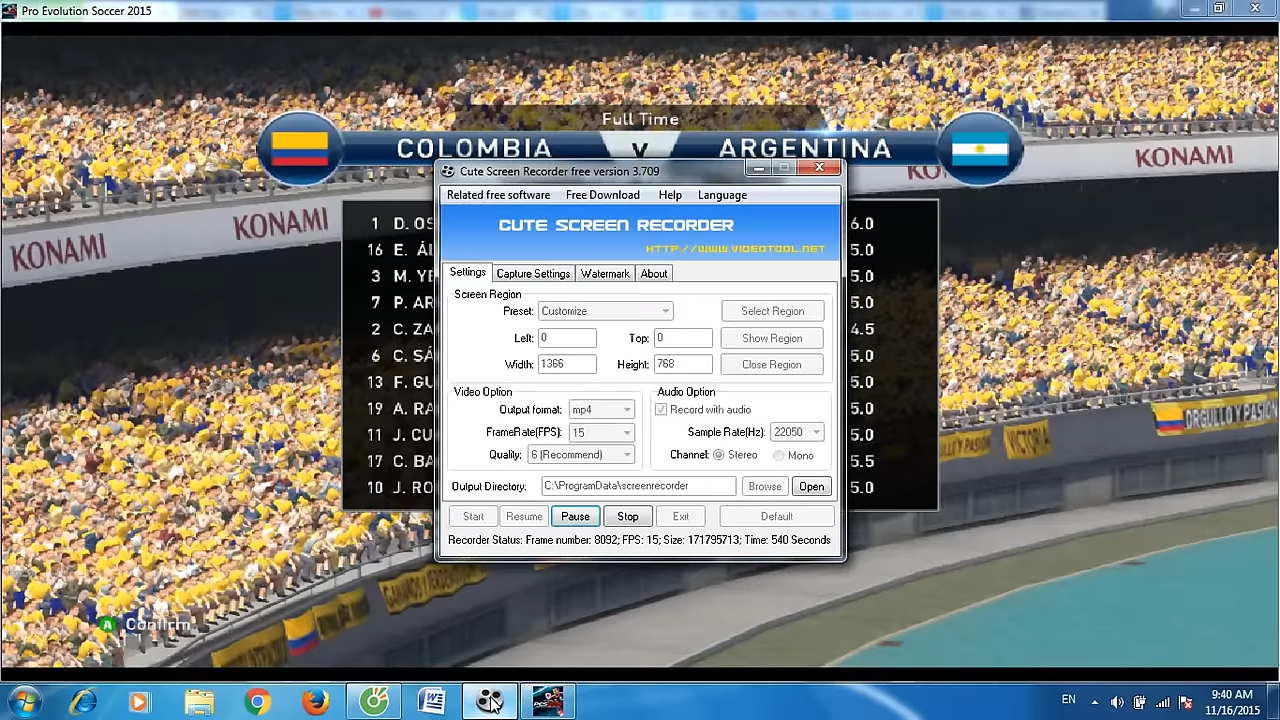 Pro Evolution Soccer 2015
Full Time
COLOMBIA V ARGENTINA
KONAMI
KONAMI
KONAMI
Cute Screen Recorder free version 3.709
Related free software Free Download Help Language
CUTE SCREEN RECORDER
HTTP://WWW.VIDEOTOOL.NET
Settings Capture Settings Watermark About
Screen Region
Preset: Customize Select Region
Left: 0 Top: 0 Show Region
Width: 1366 Height: 768 Close Region
Video Option Audio Option
Output format: mp4 Record with audio
FrameRate(FPS): 15 Sample Rate(Hz): 22050
Quality: 6 (Recommend) Channel: Stereo Mono
Output Directory: C:\ProgramData\screenrecorder Browse Open
Start Resume Pause Stop Exit Default
Recorder Status: Frame number: 8092; FPS: 15; Size: 171795713; Time: 540 Seconds
1 D. OS 6.0
16 E. ÁL 5.0
3 M. YE 5.0
7 P. AR 5.0
2 C. ZA 4.5
6 C. SÁ 5.0
13 F. GU 5.0
19 A. RA 5.0
11 J. CU 5.0
17 C. BA 5.5
10 J. RO 5.0
ORGULLO Y PASIÓN
VICTORIA
A Confirm
EN 9:40 AM
11/16/2015